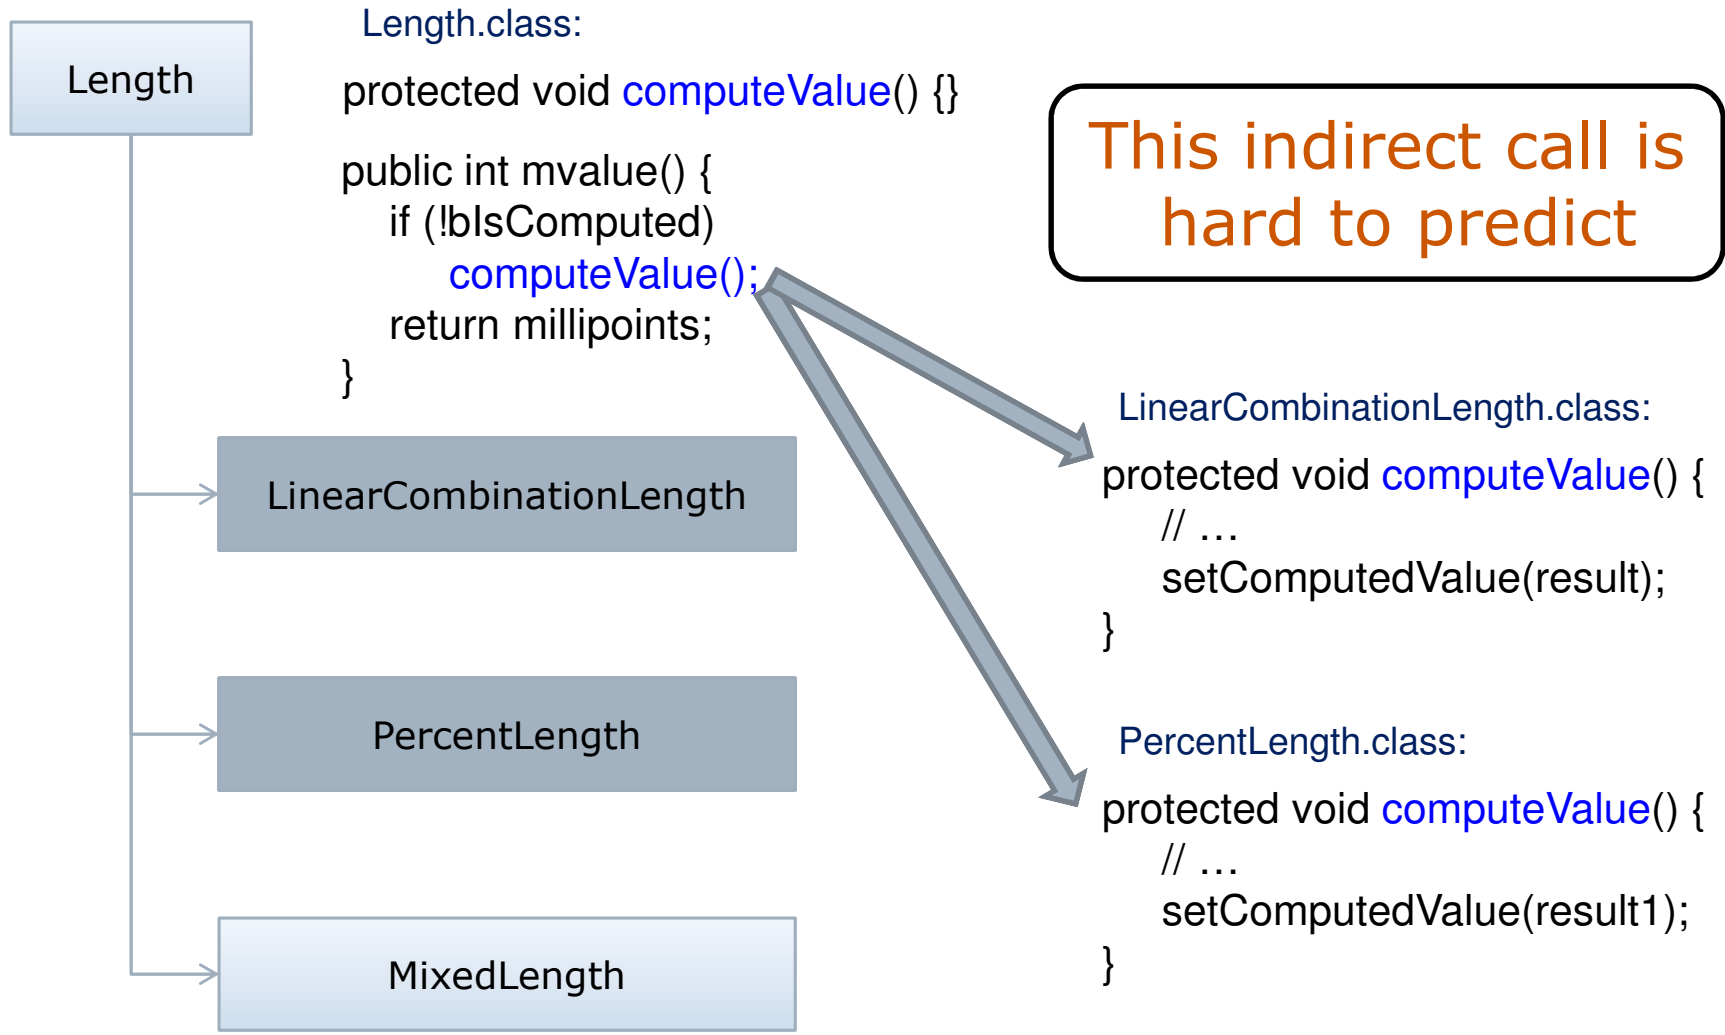 Length
Length.class:
protected void computeValue() {}
public int mvalue() {
if (!bIsComputed)
computeValue();
return millipoints;
}
This indirect call is
hard to predict
LinearCombinationLength
PercentLength
MixedLength
LinearCombinationLength.class:
protected void computeValue() {
// …
setComputedValue(result);
}
PercentLength.class:
protected void computeValue() {
// …
setComputedValue(result1);
}